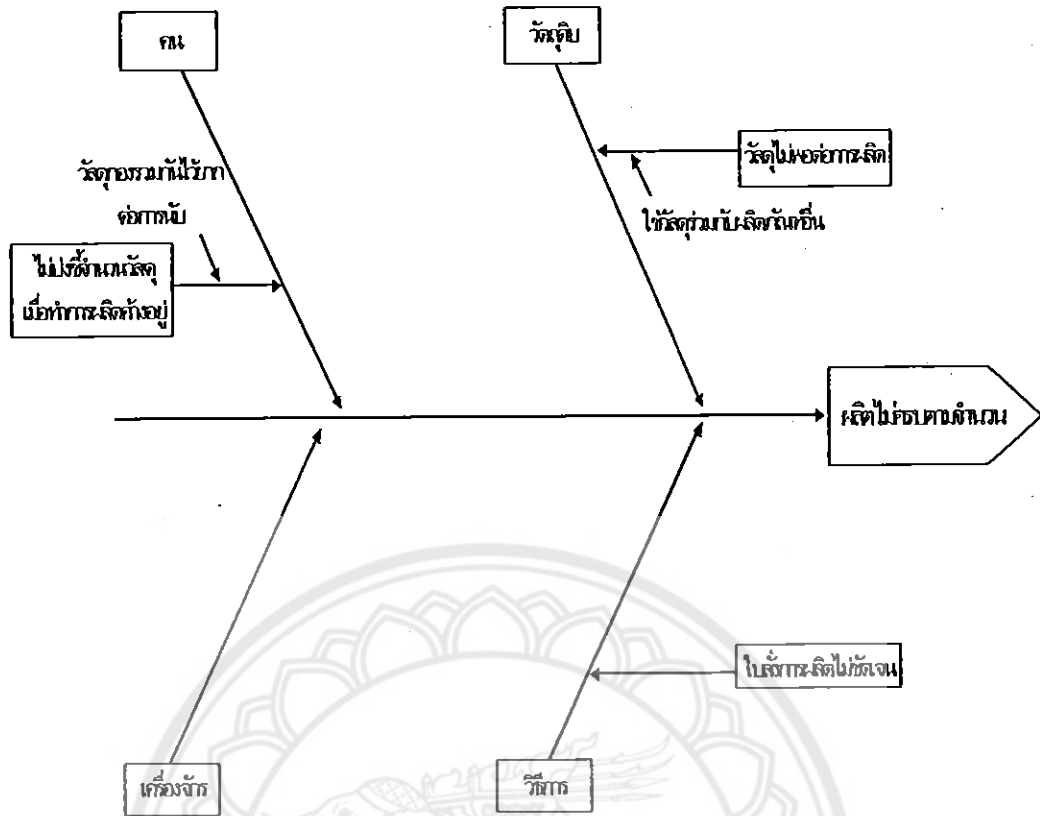 คน
วัตถุดิบ
วัสดุกองรวมกันไว้ยาก
ต่อการนับ
วัสดุไม่พอต่อการผลิต
ใช้วัสดุร่วมกับผลิตภัณฑ์อื่น
ไม่บ่งชี้จำนวนวัสดุ
เมื่อทำการผลิตค้างอยู่
ผลิตไม่ครบตามจำนวน
ใบสั่งการผลิตไม่ชัดเจน
เครื่องจักร
วิธีการ